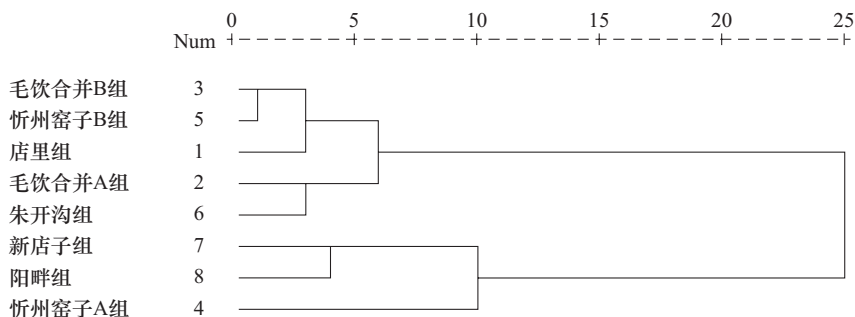 0 5 10 15 20 25
Num
毛饮合并B组 3
忻州窑子B组 5
店里组 1
毛饮合并A组 2
朱开沟组 6
新店子组 7
阳畔组 8
忻州窑子A组 4